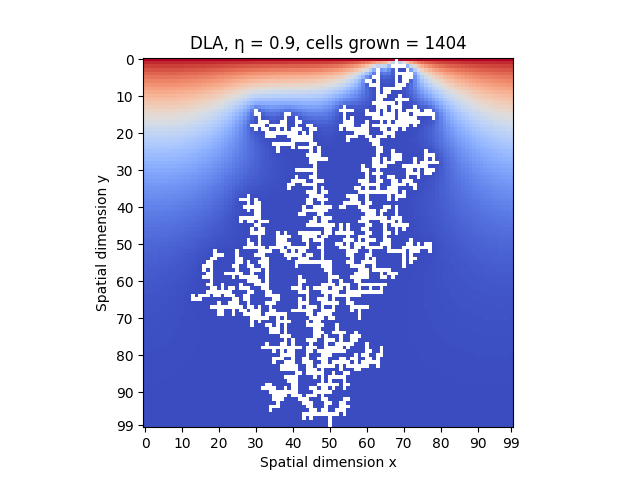 DLA, η = 0.9, cells grown = 1404
0
10
20
30
40
50
60
70
80
90
99
Spatial dimension y
0 10 20 30 40 50 60 70 80 90 99
Spatial dimension x